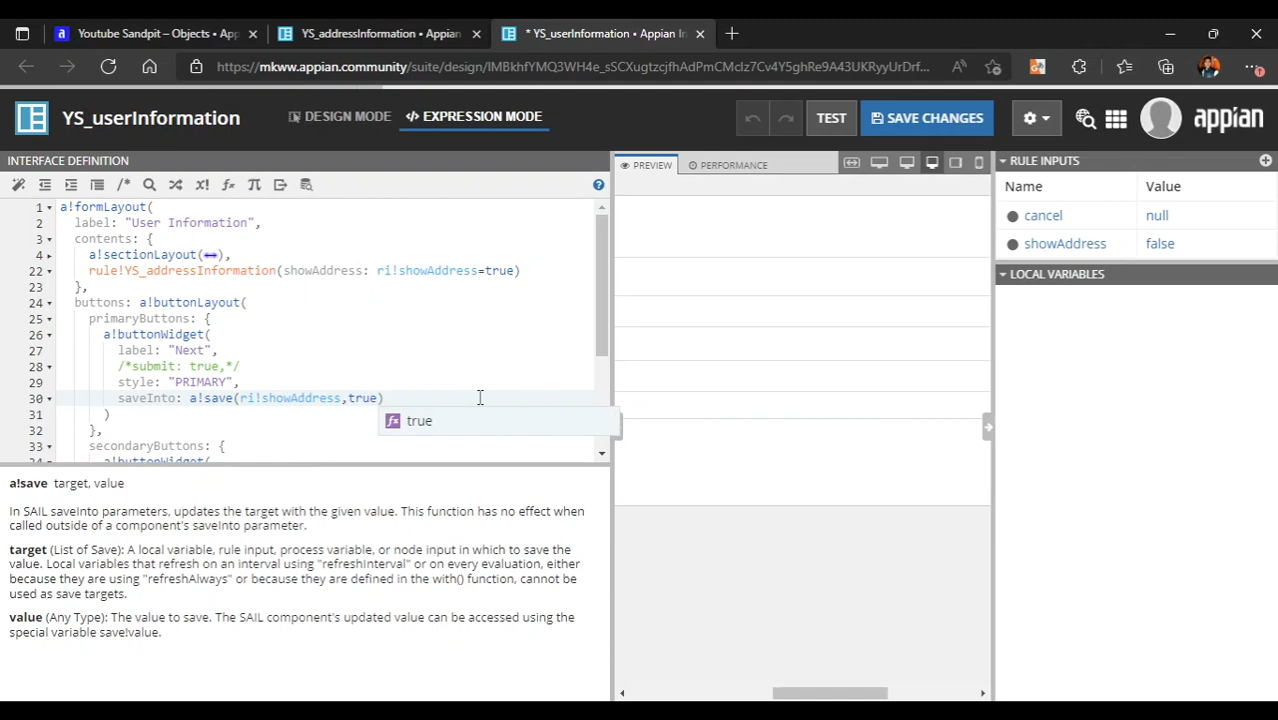 Youtube Sandpit – Objects • App
YS_addressInformation • Appian
* YS_userInformation • Appian In
https://mkww.appian.community/suite/design/IMBkhfYMQ3WH4e_sSCXugtzcjfhAdPmCMclz7Cv4Y5ghRe9A43UKRyyUrDrf...
YS_userInformation
DESIGN MODE
EXPRESSION MODE
TEST
SAVE CHANGES
appian
INTERFACE DEFINITION
1 a!formLayout(
2 label: "User Information",
3 contents: {
4 a!sectionLayout(),
22 rule!YS_addressInformation(showAddress: ri!showAddress=true)
23 },
24 buttons: a!buttonLayout(
25 primaryButtons: {
26 a!buttonWidget(
27 label: "Next",
28 /*submit: true,*/
29 style: "PRIMARY",
30 saveInto: a!save(ri!showAddress,true)
31 )
32 },
33 secondaryButtons: {
34 a!buttonWidget(
true
a!save target, value
In SAIL saveInto parameters, updates the target with the given value. This function has no effect when
called outside of a component's saveInto parameter.
target (List of Save): A local variable, rule input, process variable, or node input in which to save the
value. Local variables that refresh on an interval using "refreshInterval" or on every evaluation, either
because they are using "refreshAlways" or because they are defined in the with() function, cannot be
used as save targets.
value (Any Type): The value to save. The SAIL component's updated value can be accessed using the
special variable save!value.
PREVIEW
PERFORMANCE
RULE INPUTS
Name Value
cancel null
showAddress false
LOCAL VARIABLES